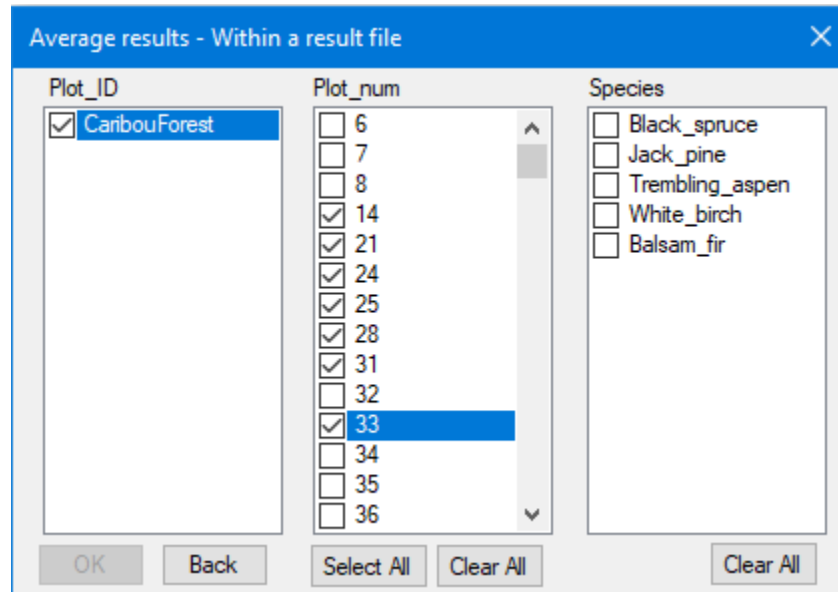 Average results - Within a result file
Plot_ID
CaribouForest
Plot_num
6
7
8
14
21
24
25
28
31
32
33
34
35
36
Species
Black_spruce
Jack_pine
Trembling_aspen
White_birch
Balsam_fir
OK
Back
Select All
Clear All
Clear All